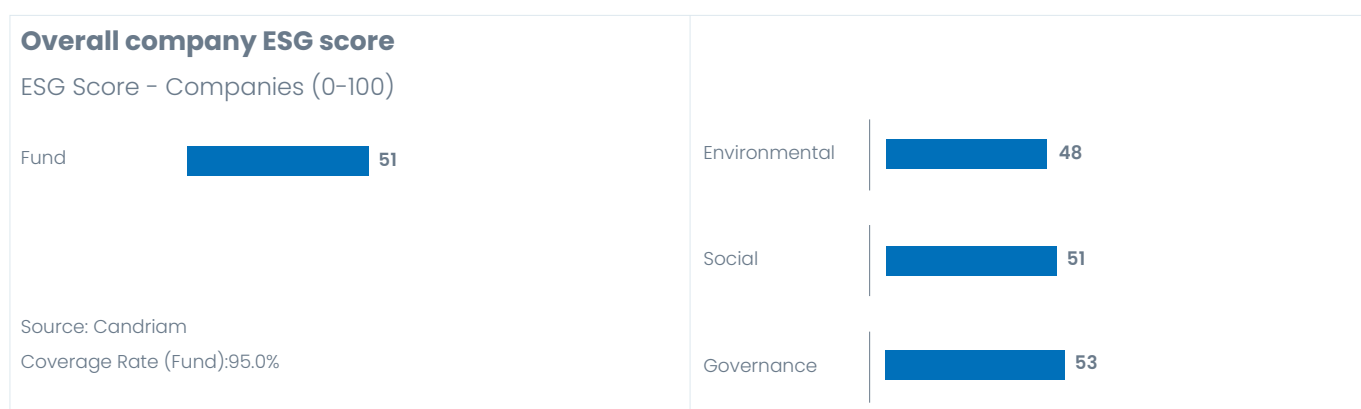 Overall company ESG score
ESG Score - Companies (0-100)
Fund 51
Source: Candriam
Coverage Rate (Fund):95.0%
Environmental 48
Social 51
Governance 53